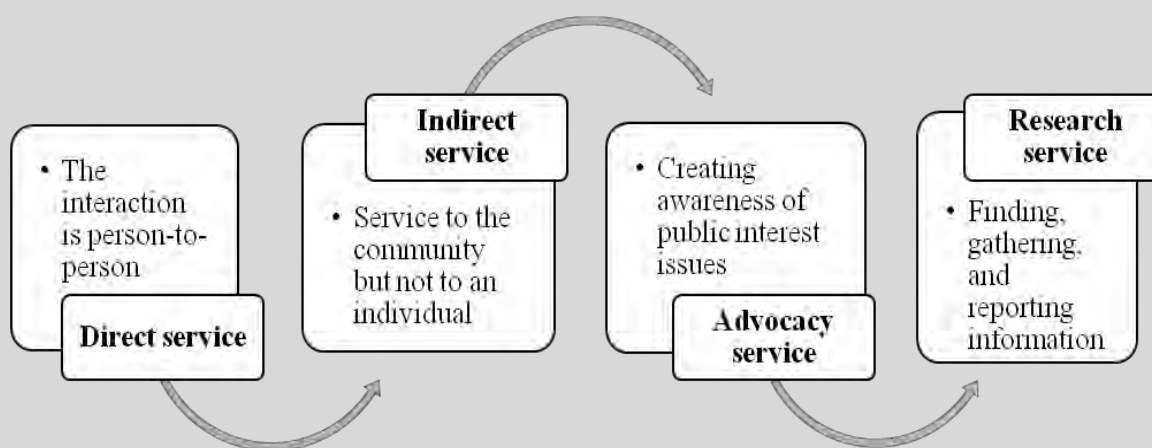 • The
interaction
is person-to-
person
Direct service
Indirect
service
• Service to the
community
but not to an
individual
• Creating
awareness of
public interest
issues
Advocacy
service
Research
service
• Finding,
gathering,
and
reporting
information